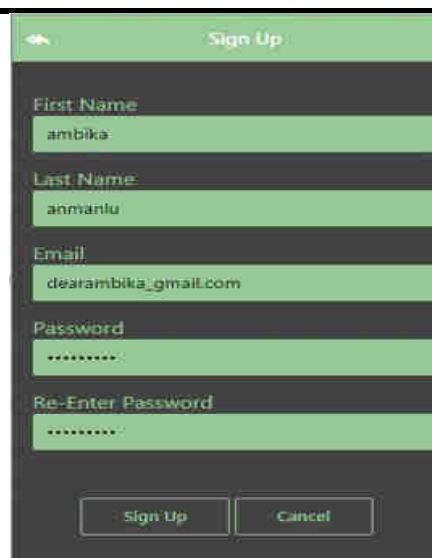 Sign Up
First Name
ambika
Last Name
anmanlu
Email
dearambika_gmail.com
Password
•••••••••
Re-Enter Password
•••••••••
Sign Up Cancel